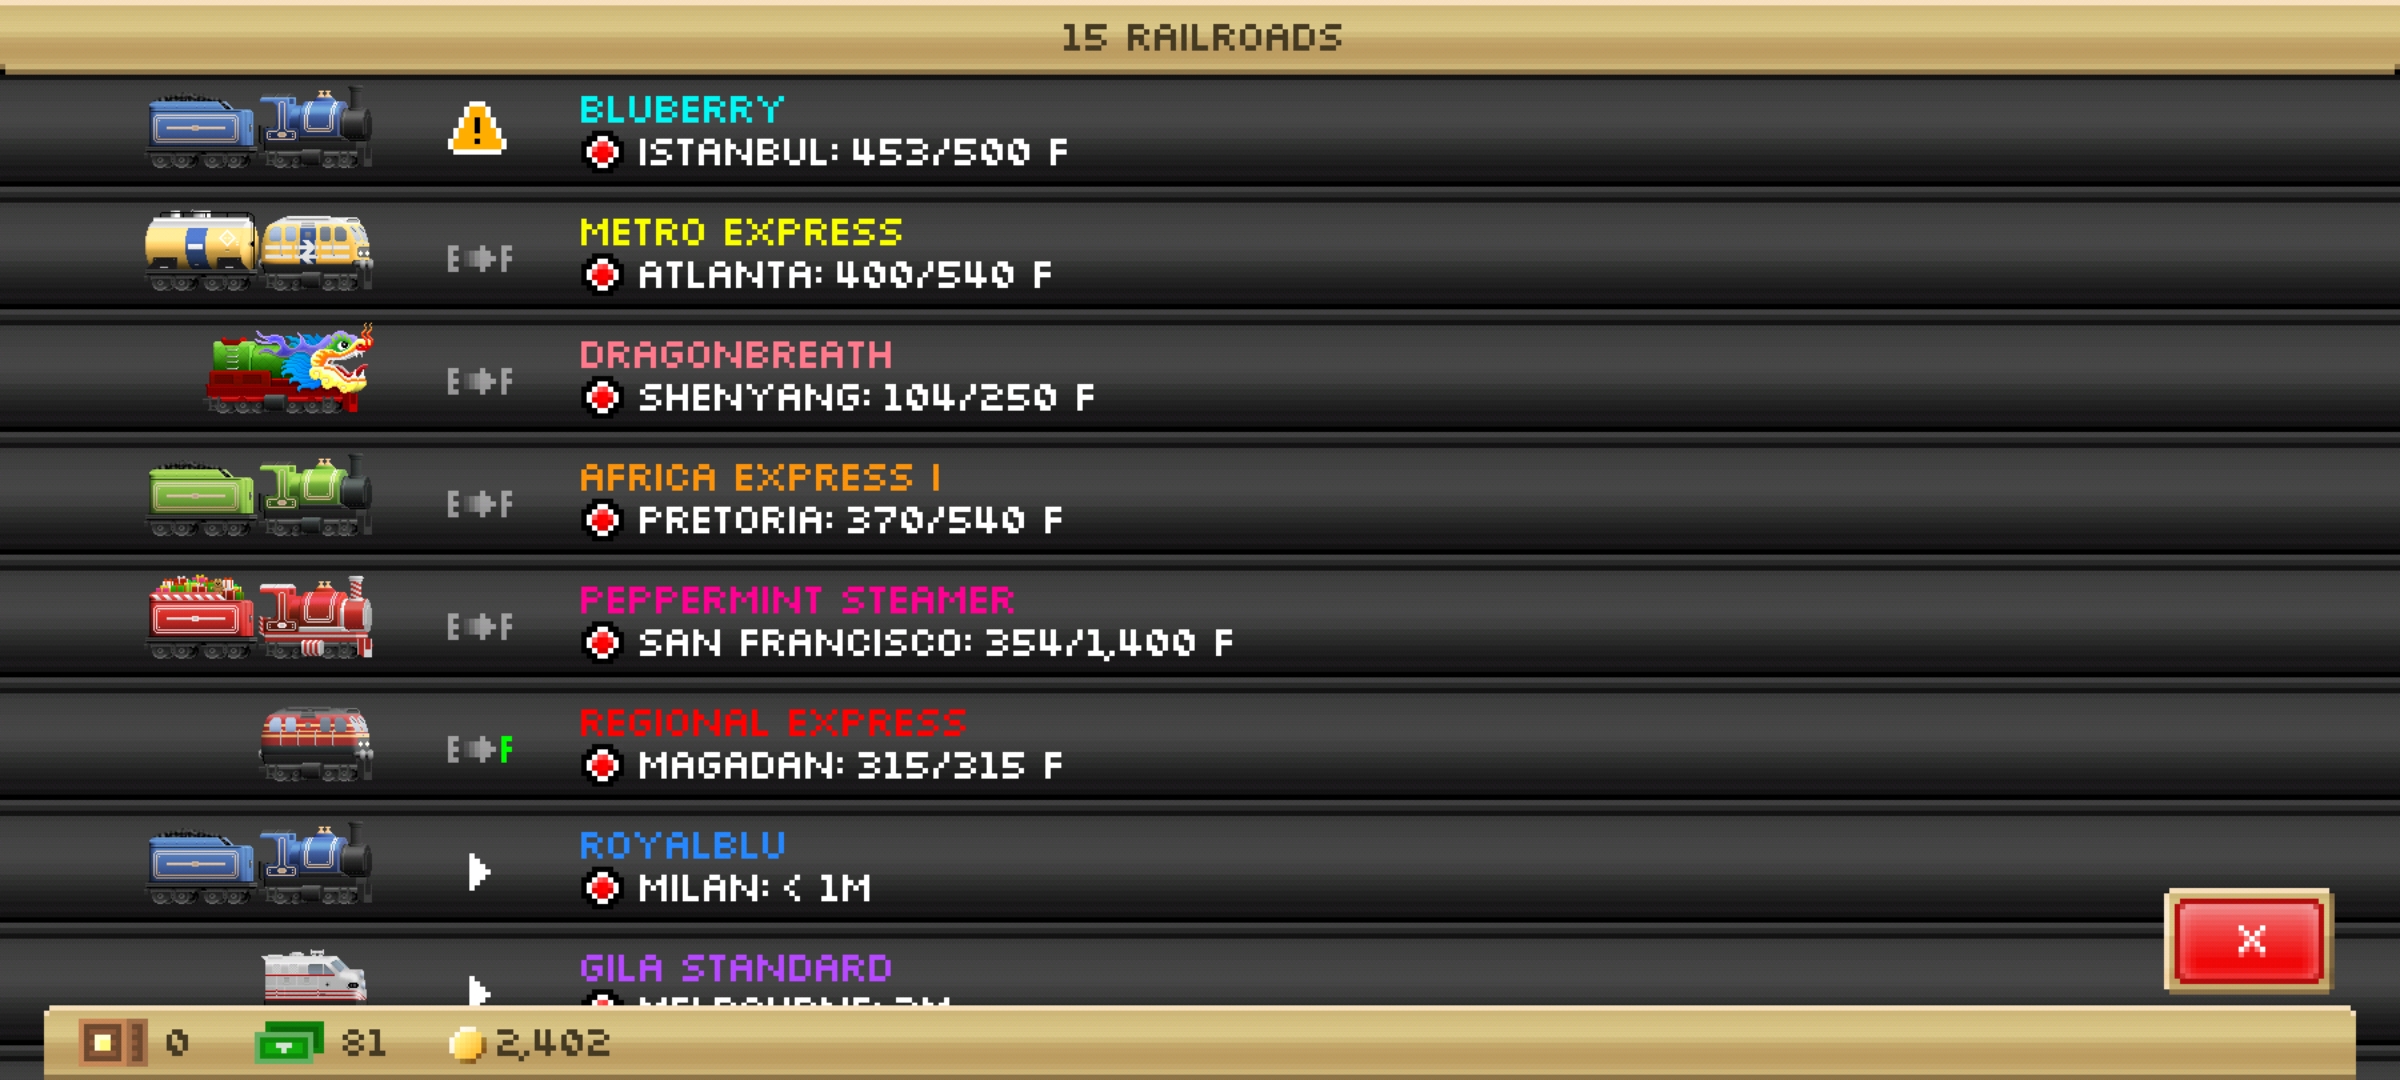 15 RAILROADS
BLUBERRY
ISTANBUL: 453/500 F
METRO EXPRESS
E F
ATLANTA: 400/540 F
DRAGONBREATH
E F
SHENYANG: 104/250 F
AFRICA EXPRESS I
E F
PRETORIA: 370/540 F
PEPPERMINT STEAMER
E F
SAN FRANCISCO: 354/1,400 F
REGIONAL EXPRESS
E F
MAGADAN: 315/315 F
ROYALBLU
MILAN: < 1M
GILA STANDARD
MELBOURNE:
X
0 81 2,402